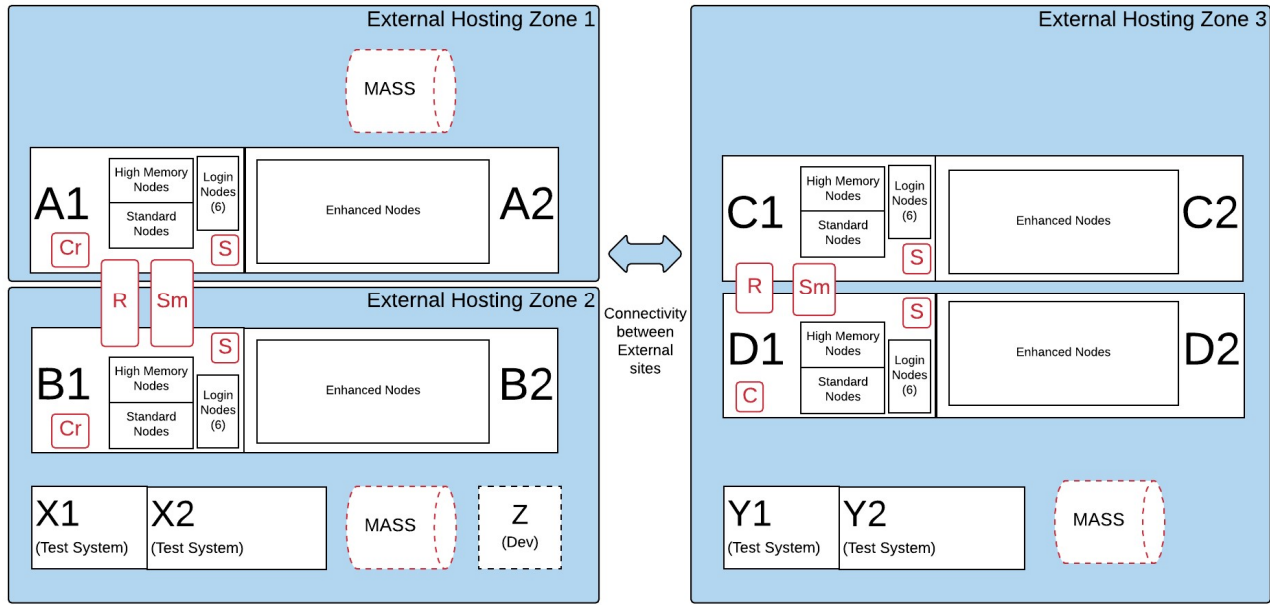 External Hosting Zone 1
MASS
A1
High Memory
Nodes
Standard
Nodes
Login
Nodes
(6)
Cr
S
Enhanced Nodes
A2
R
Sm
External Hosting Zone 2
B1
High Memory
Nodes
Standard
Nodes
S
Login
Nodes
(6)
Cr
Enhanced Nodes
B2
X1
(Test System)
X2
(Test System)
MASS
Z
(Dev)
Connectivity
between
External
sites
External Hosting Zone 3
C1
High Memory
Nodes
Standard
Nodes
Login
Nodes
(6)
S
Enhanced Nodes
C2
R
Sm
D1
High Memory
Nodes
Standard
Nodes
S
Login
Nodes
(6)
C
Enhanced Nodes
D2
Y1
(Test System)
Y2
(Test System)
MASS